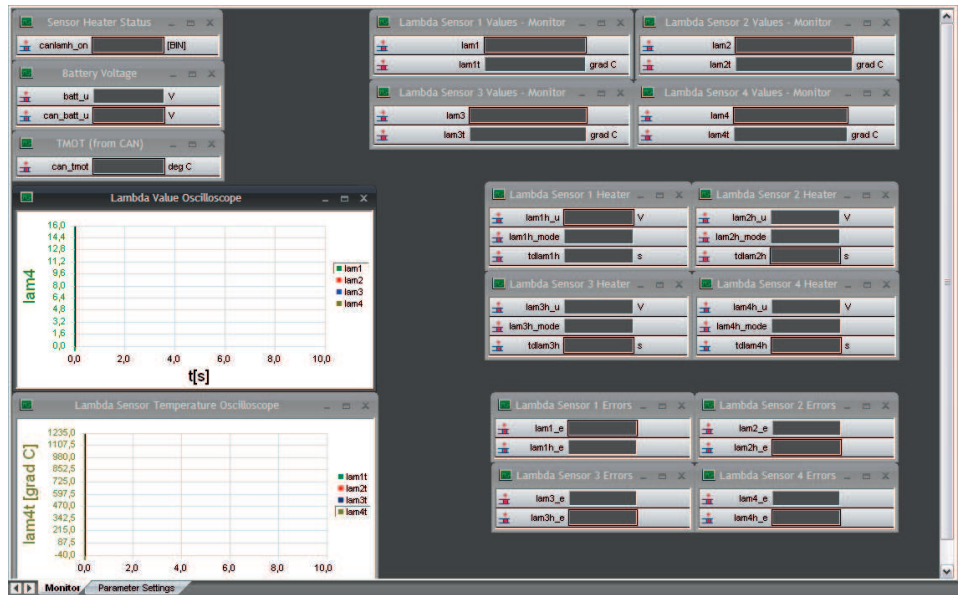 Sensor Heater Status
canlamh_on [BIN]
Battery Voltage
batt_u V
can_batt_u V
TMOT (from CAN)
can_tmot deg C
Lambda Sensor 1 Values - Monitor
lam1
lam1t grad C
Lambda Sensor 2 Values - Monitor
lam2
lam2t grad C
Lambda Sensor 3 Values - Monitor
lam3
lam3t grad C
Lambda Sensor 4 Values - Monitor
lam4
lam4t grad C
Lambda Value Oscilloscope
lam4
16,0
14,4
12,8
11,2
9,6
8,0
6,4
4,8
3,2
1,6
0,0
0,0 2,0 4,0 6,0 8,0 10,0
t[s]
lam1
lam2
lam3
lam4
Lambda Sensor 1 Heater
lam1h_u V
lam1h_mode
tdlam1h s
Lambda Sensor 2 Heater
lam2h_u V
lam2h_mode
tdlam2h s
Lambda Sensor 3 Heater
lam3h_u V
lam3h_mode
tdlam3h s
Lambda Sensor 4 Heater
lam4h_u V
lam4h_mode
tdlam4h s
Lambda Sensor Temperature Oscilloscope
lam4t [grad C]
1235,0
1107,5
980,0
852,5
725,0
597,5
470,0
342,5
215,0
87,5
-40,0
0,0 2,0 4,0 6,0 8,0 10,0
lam1t
lam2t
lam3t
lam4t
Lambda Sensor 1 Errors
lam1_e
lam1h_e
Lambda Sensor 2 Errors
lam2_e
lam2h_e
Lambda Sensor 3 Errors
lam3_e
lam3h_e
Lambda Sensor 4 Errors
lam4_e
lam4h_e
Monitor Parameter Settings